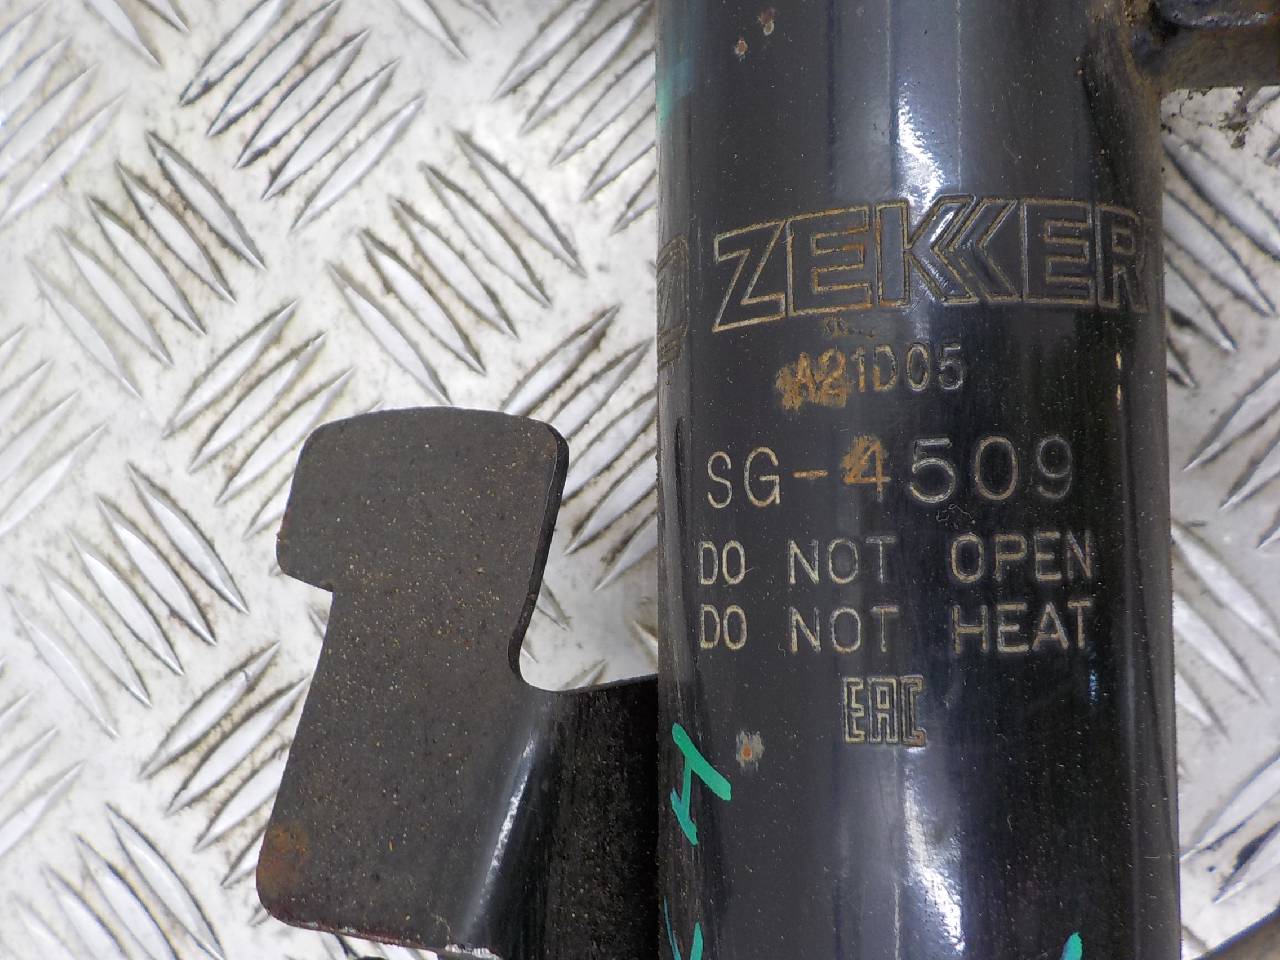 ZEKKER
A21D05
SG-4509
DO NOT OPEN
DO NOT HEAT
EAC
H